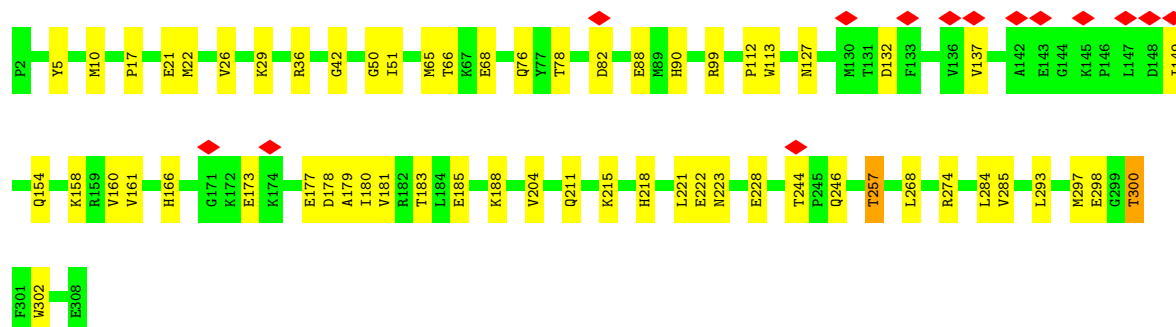 P2 Y5 M10 P17 E21 M22 V26 K29 R36 G42 G50 I51 M65 T66 K67 E68 Q76 Y77 T78 D82 E88 M89 H90 R99 P112 W113 N127 M130 T131 D132 F133 V136 V137 A142 E143 G144 K145 P146 L147 D148
Q154 K158 R159 V160 V161 H166 G171 K172 E173 K174 E177 D178 A179 I180 V181 R182 T183 L184 E185 K188 V204 Q211 K215 H218 L221 E222 N223 E228 T244 P245 Q246 T257 L268 R274 L284 V285 L293 M297 E298 G299 T300
F301 W302 E308